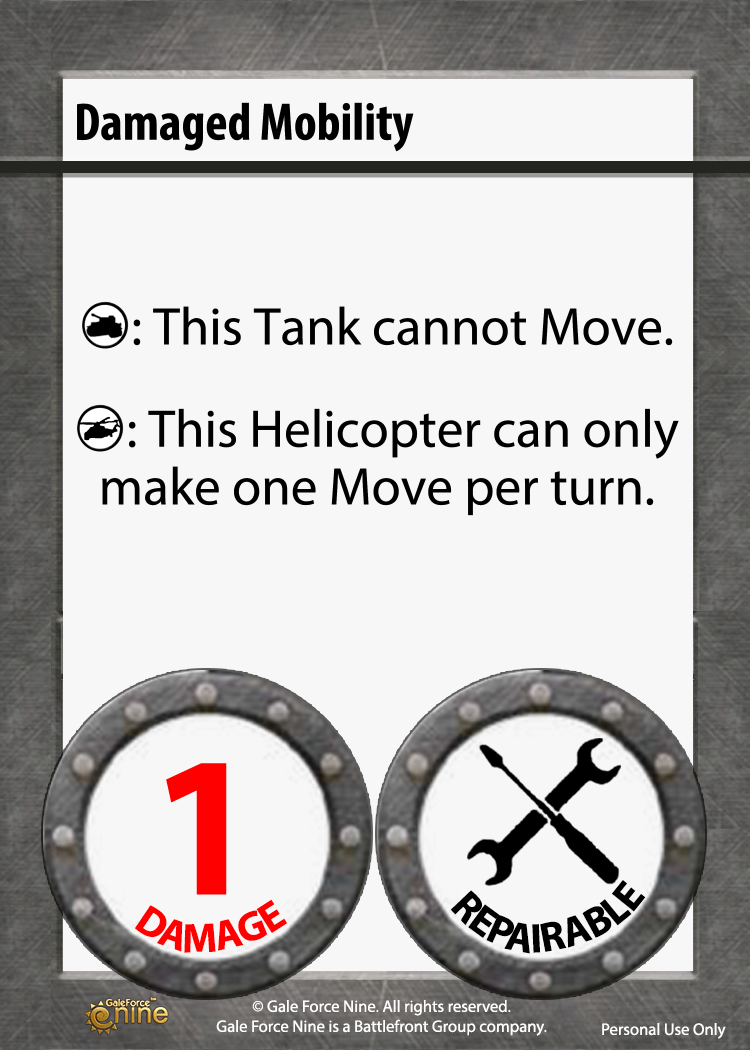 Damaged Mobility
: This Tank cannot Move.
: This Helicopter can only
make one Move per turn.
1
DAMAGE
REPAIRABLE
GaleForce™
nine
© Gale Force Nine. All rights reserved.
Gale Force Nine is a Battlefront Group company.
Personal Use Only